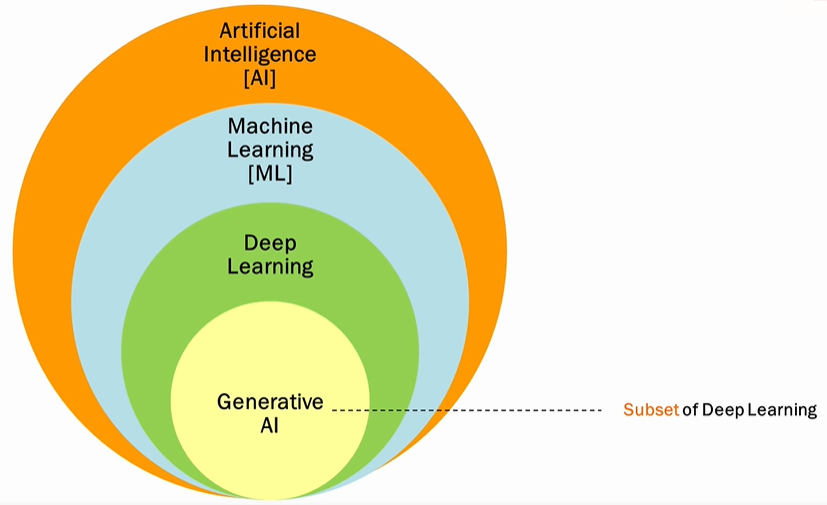 Artificial
Intelligence
[AI]
Machine
Learning
[ML]
Deep
Learning
Generative
AI
Subset of Deep Learning